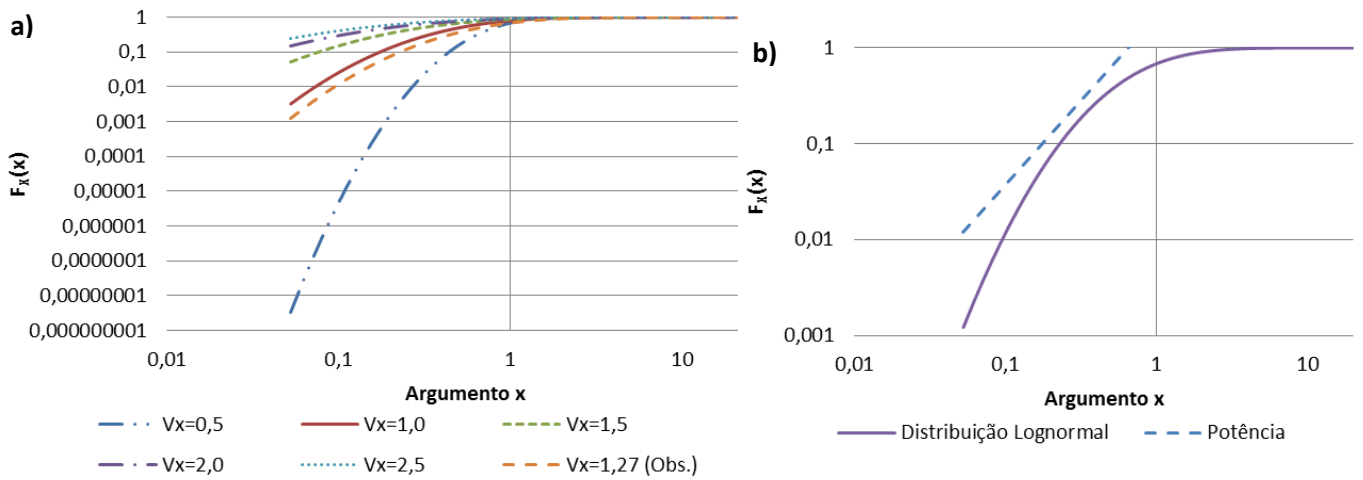 a)
1
0,1
0,01
0,001
0,0001
0,00001
0,000001
0,0000001
0,00000001
0,000000001
F_X(x)
0,01
0,1
1
10
Argumento x
Vx=0,5
Vx=1,0
Vx=1,5
Vx=2,0
Vx=2,5
Vx=1,27 (Obs.)
b)
1
0,1
0,01
0,001
F_X(x)
0,01
0,1
1
10
Argumento x
Distribuição Lognormal
Potência